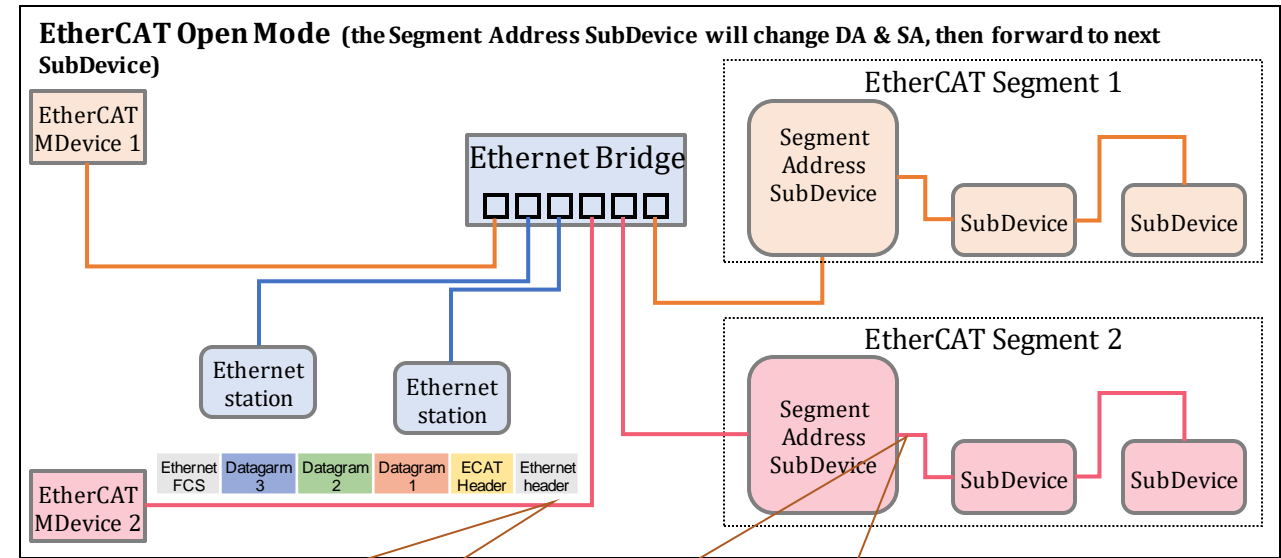 EtherCAT Open Mode (the Segment Address SubDevice will change DA & SA, then forward to next
SubDevice)
EtherCAT Segment 1
EtherCAT
MDevice 1
Ethernet Bridge
Segment
Address
SubDevice
SubDevice
SubDevice
EtherCAT Segment 2
Ethernet
station
Ethernet
station
Segment
Address
SubDevice
SubDevice
SubDevice
EtherCAT
MDevice 2
Ethernet
FCS
Datagarm
3
Datagram
2
Datagram
1
ECAT
Header
Ethernet
header